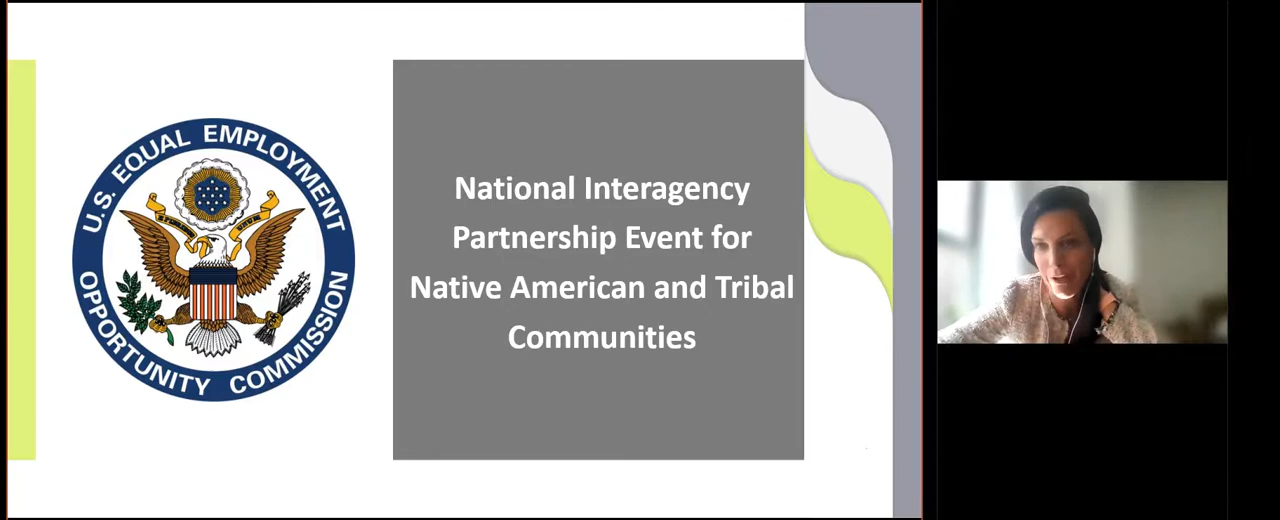 U.S. EQUAL EMPLOYMENT
OPPORTUNITY COMMISSION
National Interagency
Partnership Event for
Native American and Tribal
Communities